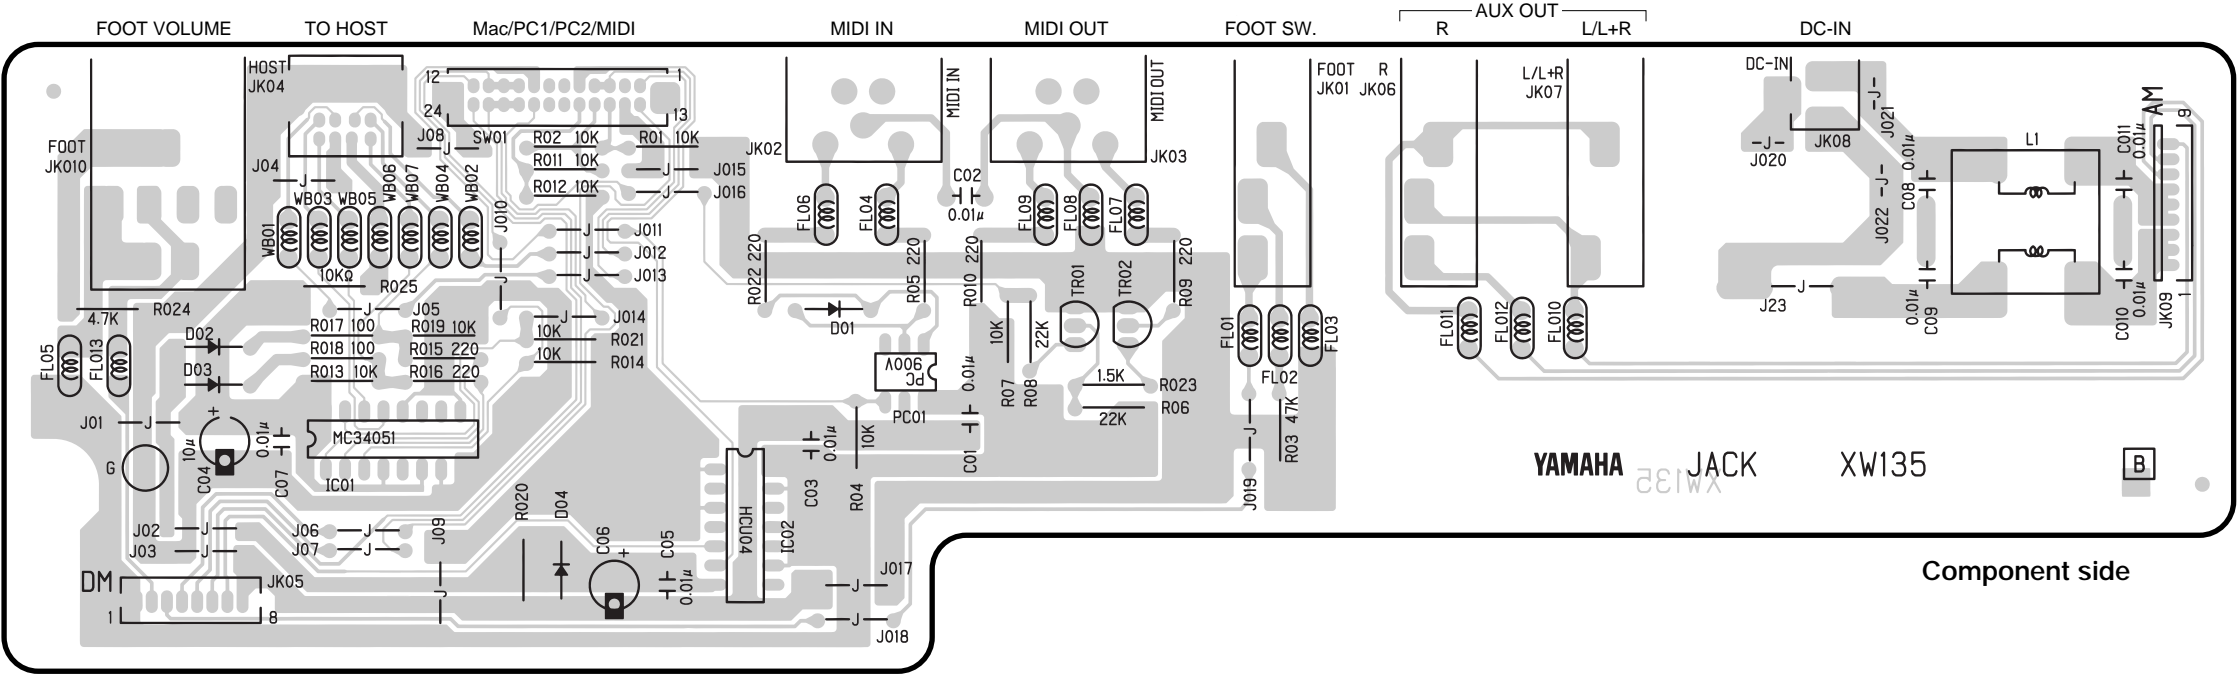 FOOT VOLUME TO HOST Mac/PC1/PC2/MIDI MIDI IN MIDI OUT FOOT SW. AUX OUT R L/L+R DC-IN
HOST
JK04
12 1
24 13
SW01
J08
R02 10K
R01 10K
R011 10K
R012 10K
J015
J016
JK02
MIDI IN
MIDI OUT
JK03
FOOT
JK01
R
JK06
L/L+R
JK07
DC-IN
JK08
J020
J021
J022
AM
9
1
JK09
FOOT
JK010
J04
WB01
WB03
WB05
WB06
WB07
WB04
WB02
J010
J011
J012
J013
FL06
FL04
C02
0.01µ
FL09
FL08
FL07
L1
C08
0.01µ
C011
0.01µ
C09
0.01µ
C010
0.01µ
J23
10KΩ
R025
R022 220
R05 220
R010 220
R09 220
TR01
TR02
D01
R024
4.7K
J05
J014
R017 100
R019 10K
R018 100
R015 220
R013 10K
R016 220
10K
R021
10K
R014
D02
D03
FL05
FL013
PC
900V
PC01
C01
0.01µ
10K
R07
22K
R08
1.5K
R023
R06
22K
FL01
FL02
FL03
FL011
FL012
FL010
J01
G
10µ
C04
+
0.01µ
C07
MC34051
IC01
C03
0.01µ
10K
R04
HCU04
IC02
J019
R03 47K
YAMAHA JACK XW135
XW135
B
J02
J03
J06
J07
J09
R020
D04
C06
+
C05
0.01µ
J017
J018
DM
1 8
JK05
Component side